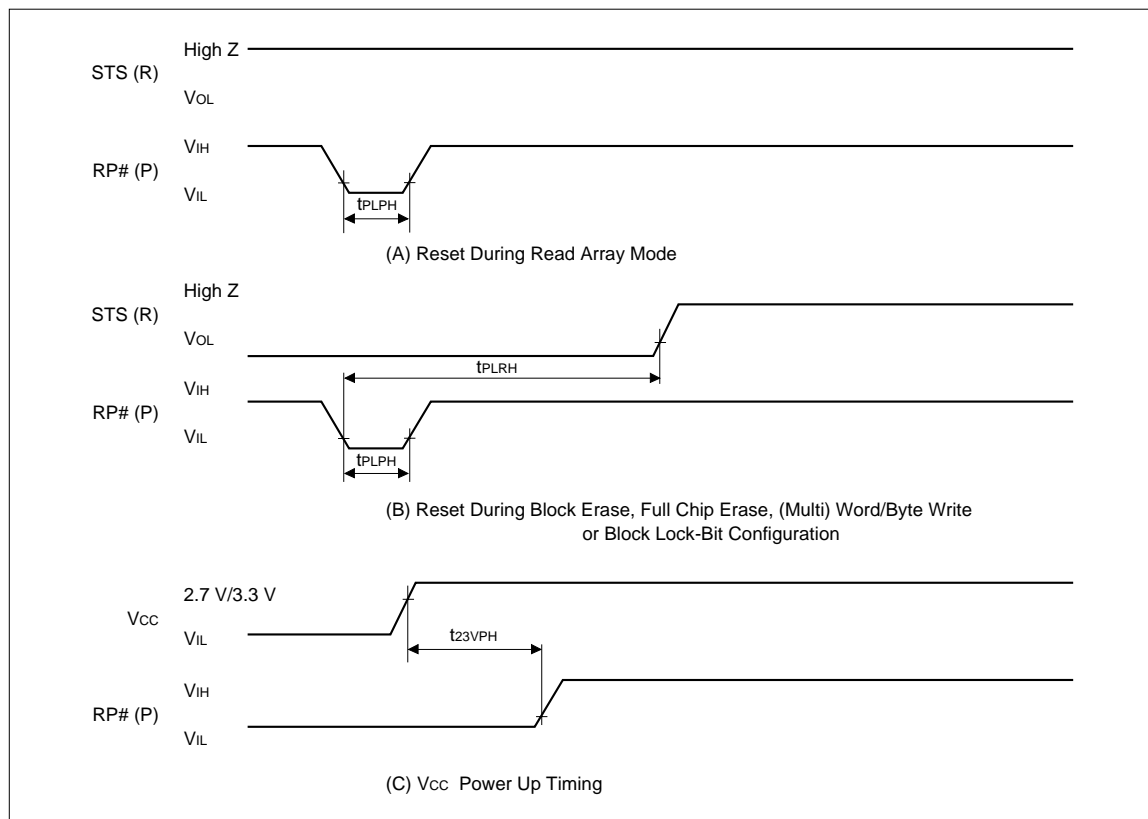 High Z
STS (R)
VOL
VIH
RP# (P)
VIL
tPLPH
(A) Reset During Read Array Mode
High Z
STS (R)
VOL
tPLRH
VIH
RP# (P)
VIL
tPLPH
(B) Reset During Block Erase, Full Chip Erase, (Multi) Word/Byte Write
or Block Lock-Bit Configuration
2.7 V/3.3 V
VCC
VIL
t23VPH
VIH
RP# (P)
VIL
(C) VCC Power Up Timing